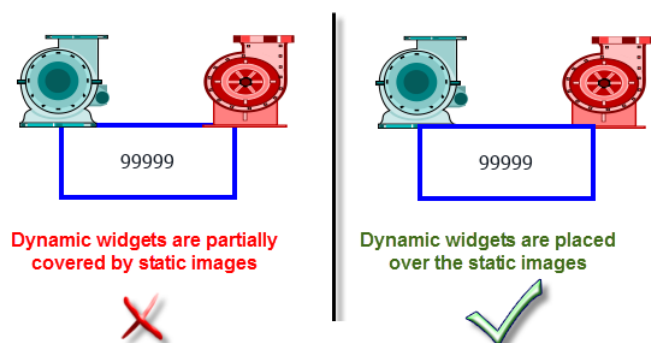 99999
Dynamic widgets are partially
covered by static images
99999
Dynamic widgets are placed
over the static images